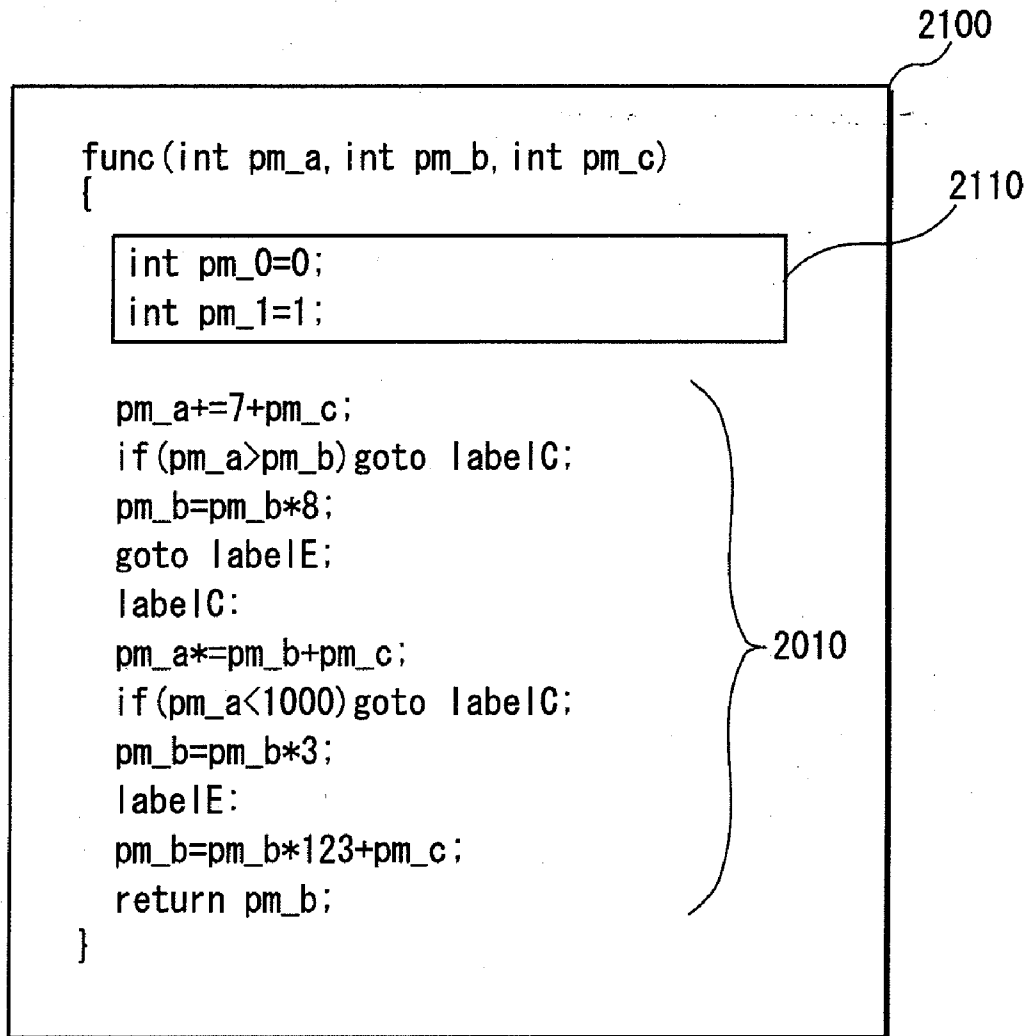 2100
func(int pm_a, int pm_b, int pm_c)
{
2110
int pm_0=0;
int pm_1=1;
pm_a+=7+pm_c;
if(pm_a>pm_b)goto labelC;
pm_b=pm_b*8;
goto labelE;
labelC:
pm_a*=pm_b+pm_c;
2010
if(pm_a<1000)goto labelC;
pm_b=pm_b*3;
labelE:
pm_b=pm_b*123+pm_c;
return pm_b;
}